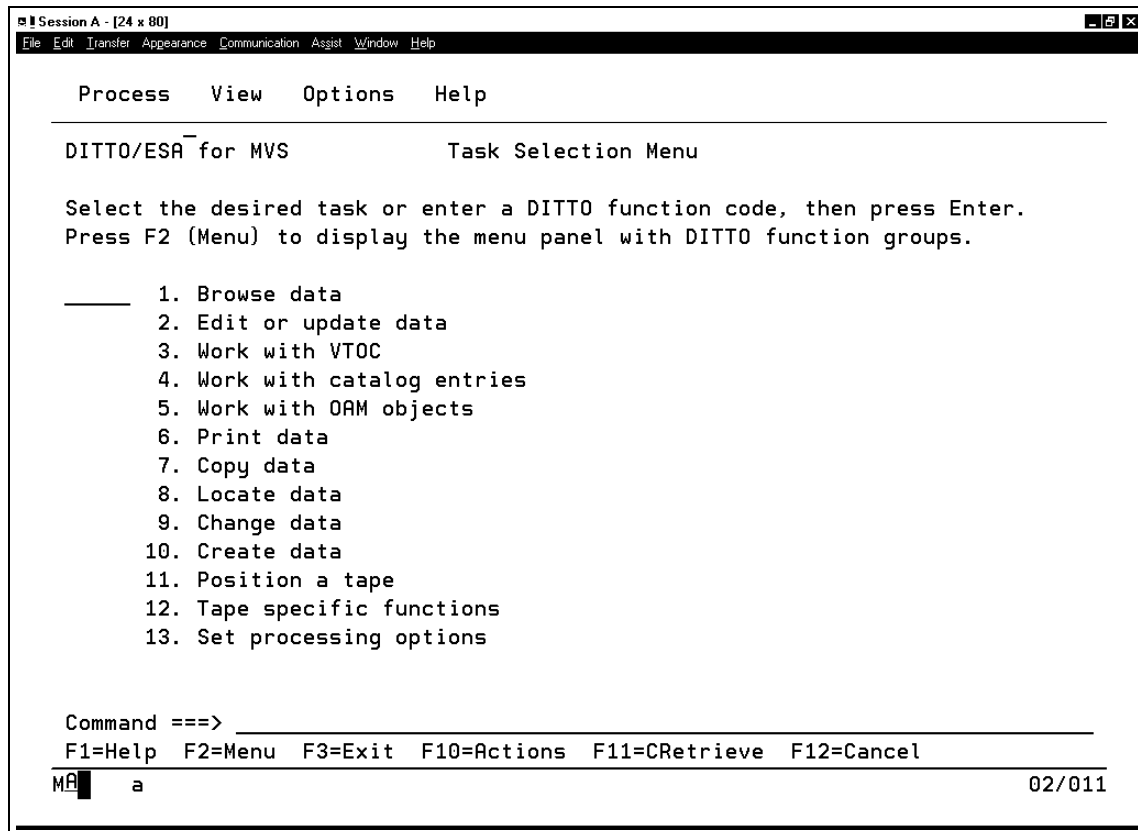 Session A - [24 x 80]
File Edit Transfer Appearance Communication Assist Window Help
Process View Options Help
DITTO/ESA for MVS Task Selection Menu
Select the desired task or enter a DITTO function code, then press Enter.
Press F2 (Menu) to display the menu panel with DITTO function groups.
_____ 1. Browse data
2. Edit or update data
3. Work with VTOC
4. Work with catalog entries
5. Work with OAM objects
6. Print data
7. Copy data
8. Locate data
9. Change data
10. Create data
11. Position a tape
12. Tape specific functions
13. Set processing options
Command ===> 
F1=Help F2=Menu F3=Exit F10=Actions F11=CRetrieve F12=Cancel
MA a 02/011